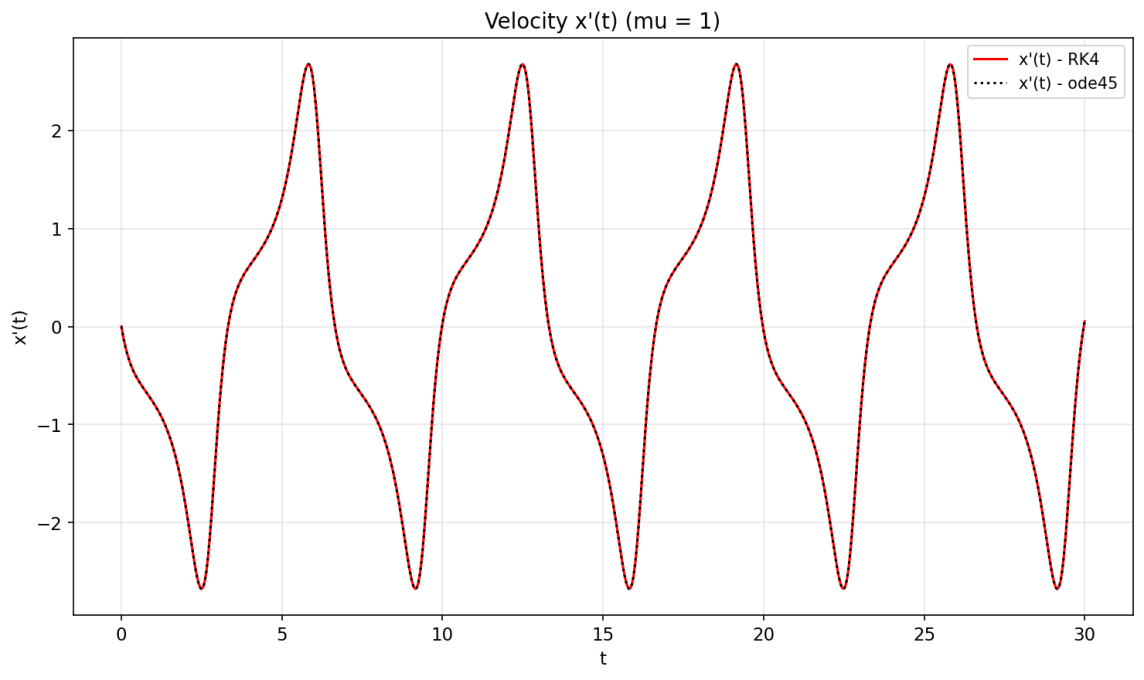 Velocity x'(t) (mu = 1)
x'(t) - RK4
x'(t) - ode45
x'(t)
2
1
0
−1
−2
0 5 10 15 20 25 30
t